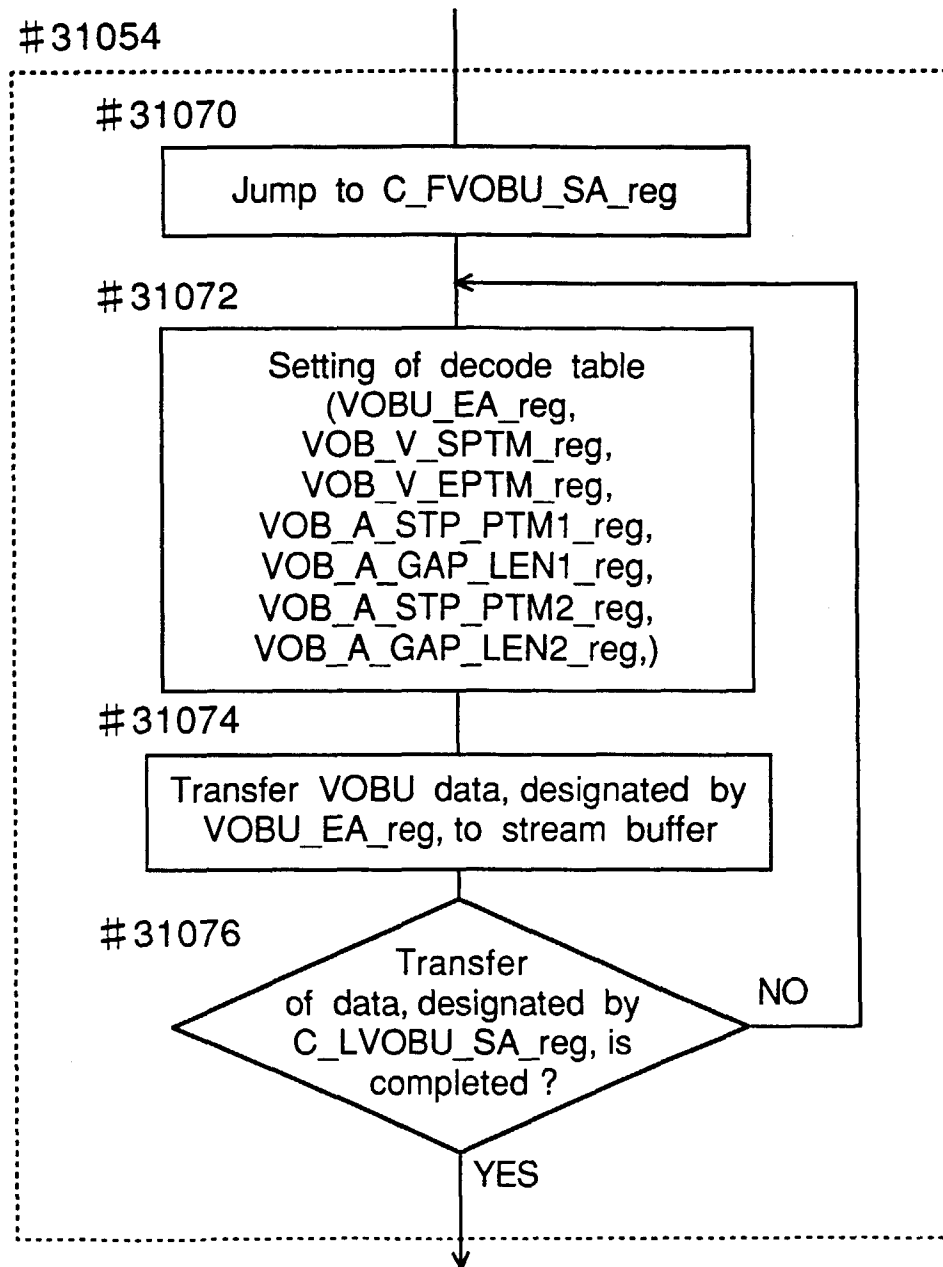 #31054
#31070
Jump to C_FVOBU_SA_reg
#31072
Setting of decode table
(VOBU_EA_reg,
VOB_V_SPTM_reg,
VOB_V_EPTM_reg,
VOB_A_STP_PTM1_reg,
VOB_A_GAP_LEN1_reg,
VOB_A_STP_PTM2_reg,
VOB_A_GAP_LEN2_reg,)
#31074
Transfer VOBU data, designated by
VOBU_EA_reg, to stream buffer
#31076
Transfer
of data, designated by
C_LVOBU_SA_reg, is
completed ?
NO
YES